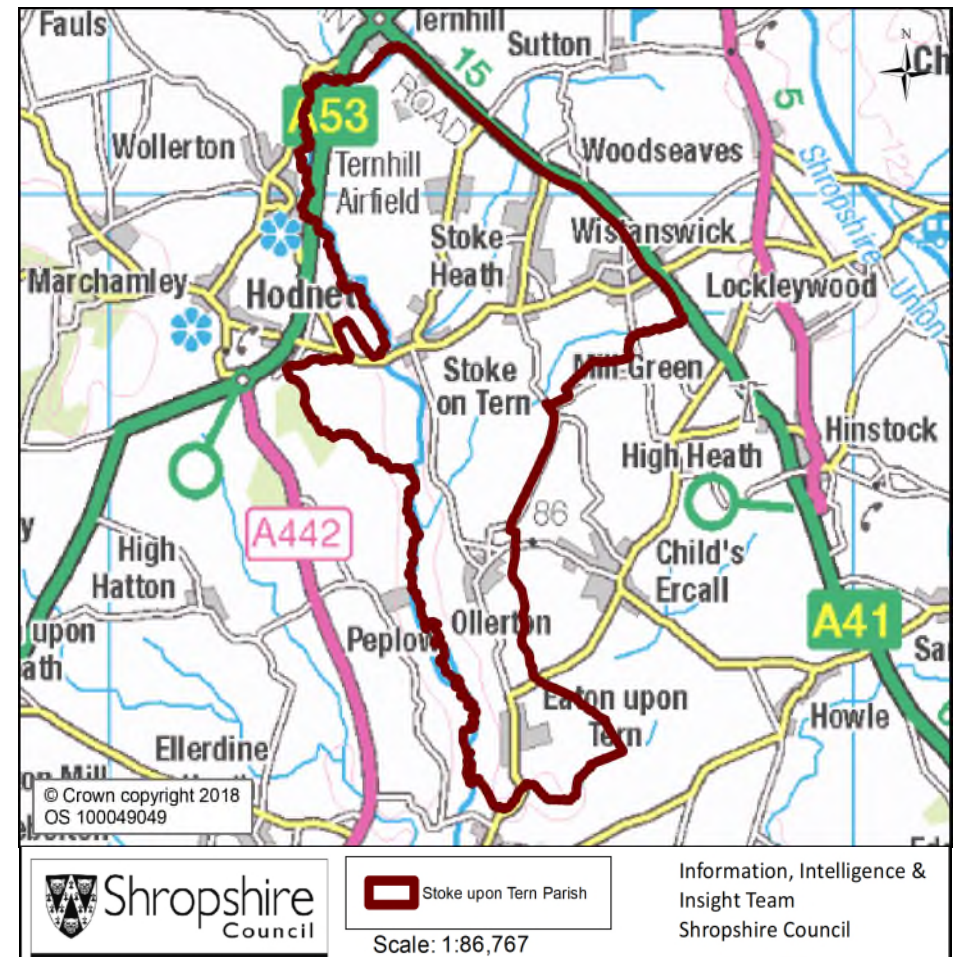 Fauls
Ternhill
Sutton
N
15
ROAD
5
A53
Wollerton
Woodseaves
Ternhill
Airfield
Shropshire
Union
Stoke
Heath
Wistanswick
Marchamley
Hodnet
Lockleywood
Stoke
on Tern
Mill Green
Hinstock
High Heath
A442
86
High
Hatton
Child's
Ercall
upon
ath
Peplow
Ollerton
A41
Sa
Eaton upon
Tern
Howle
Ellerdine
on Mill
© Crown copyright 2018
OS 100049049
Shropshire
Council
Stoke upon Tern Parish
Scale: 1:86,767
Information, Intelligence &
Insight Team
Shropshire Council